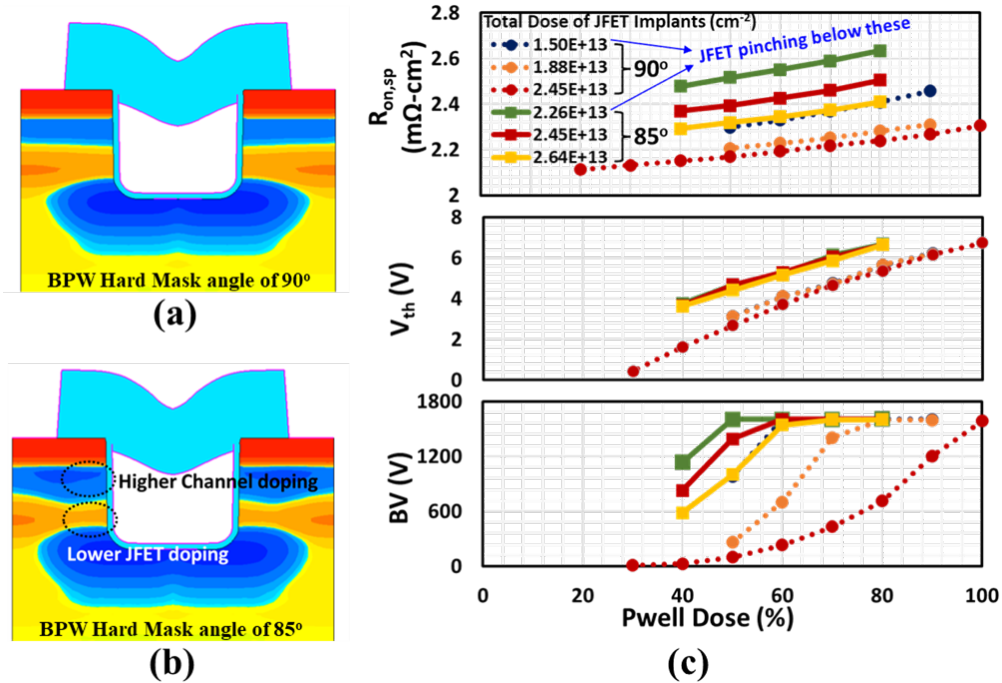 BPW Hard Mask angle of 90°
(a)
Higher Channel doping
Lower JFET doping
BPW Hard Mask angle of 85°
(b)
Total Dose of JFET Implants (cm-2)
1.50E+13
1.88E+13
2.45E+13
90°
2.26E+13
2.45E+13
2.64E+13
85°
JFET pinching below these
Ron,sp
(mΩ-cm2)
2.8
2.6
2.4
2.2
2
Vth (V)
8
6
4
2
0
BV (V)
1800
1200
600
0
0 20 40 60 80 100
Pwell Dose (%)
(c)